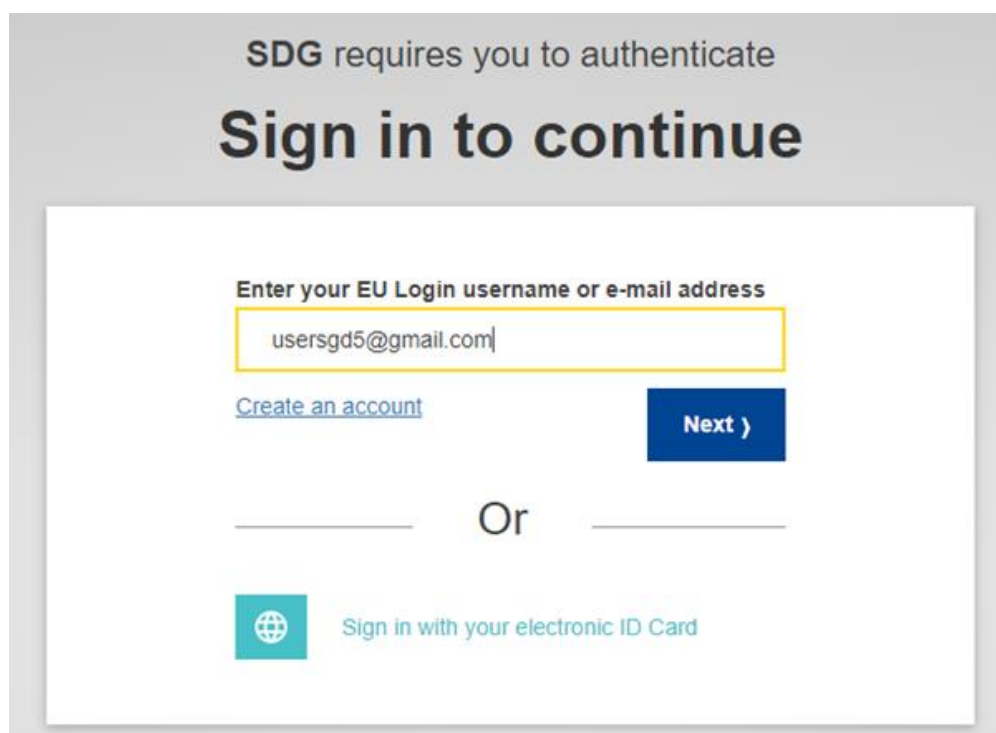 SDG requires you to authenticate
Sign in to continue
Enter your EU Login username or e-mail address
usersgd5@gmail.com
Create an account
Next ❭
Or
Sign in with your electronic ID Card